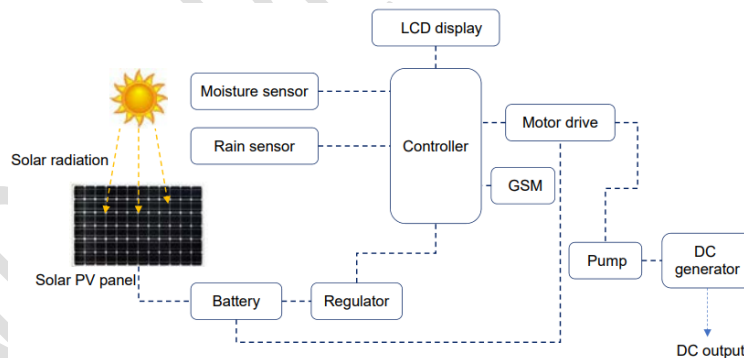 LCD display
Moisture sensor
Motor drive
Rain sensor
Controller
Solar radiation
GSM
Pump
DC
generator
Solar PV panel
Battery
Regulator
DC output